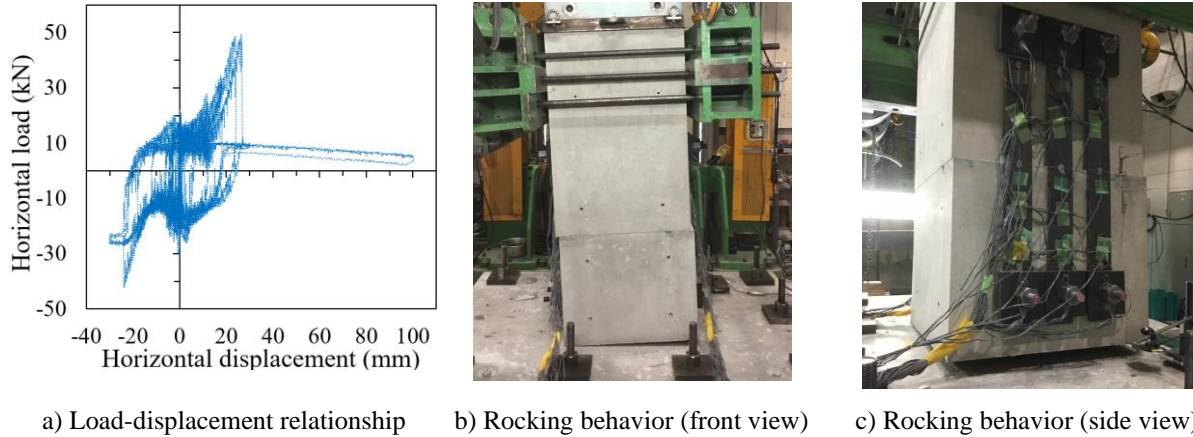 50
30
10
-10
-30
-50
-40 -20 0 20 40 60 80 100
Horizontal load (kN)
Horizontal displacement (mm)
a) Load-displacement relationship b) Rocking behavior (front view) c) Rocking behavior (side view)